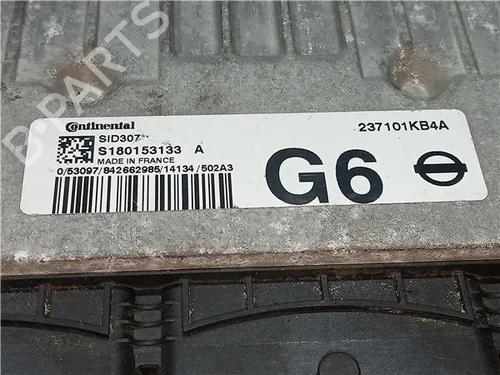 B-PARTS
Continental
SID307
S180153133 A
MADE IN FRANCE
0/53097/842662985/14134/502A3
237101KB4A
G6